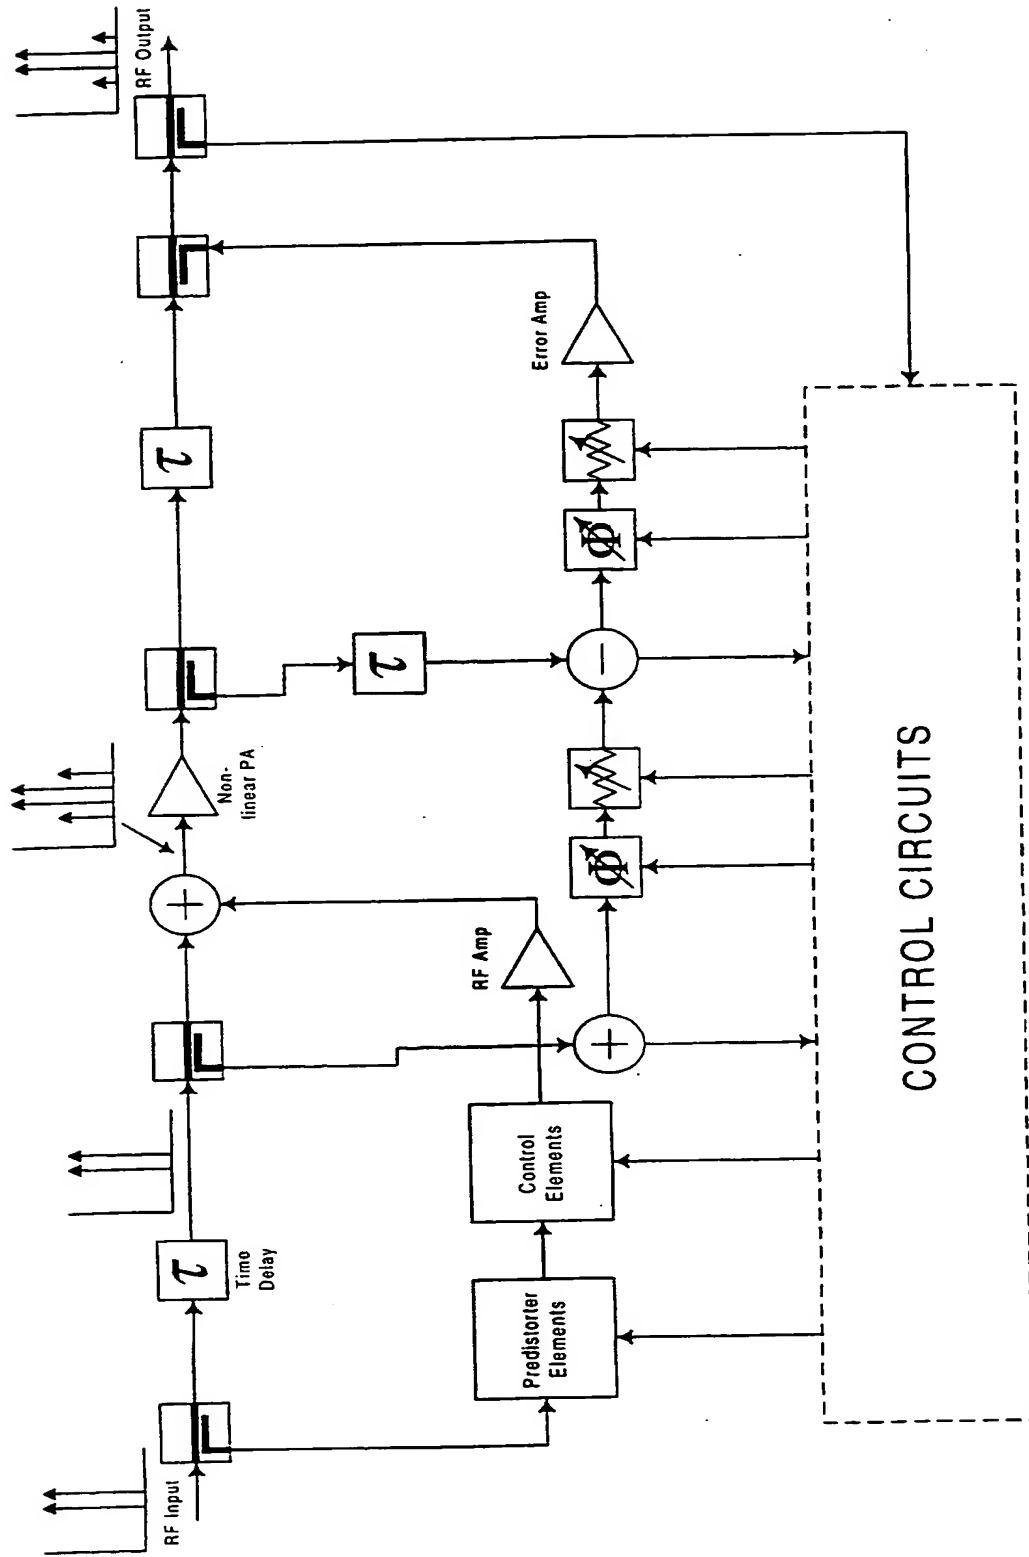 RF Input
τ
Time
Delay
+
Non-
linear PA
τ
RF Output
τ
Predistorter
Elements
Control
Elements
RF Amp
+
Φ
−
Φ
Error Amp
CONTROL CIRCUITS